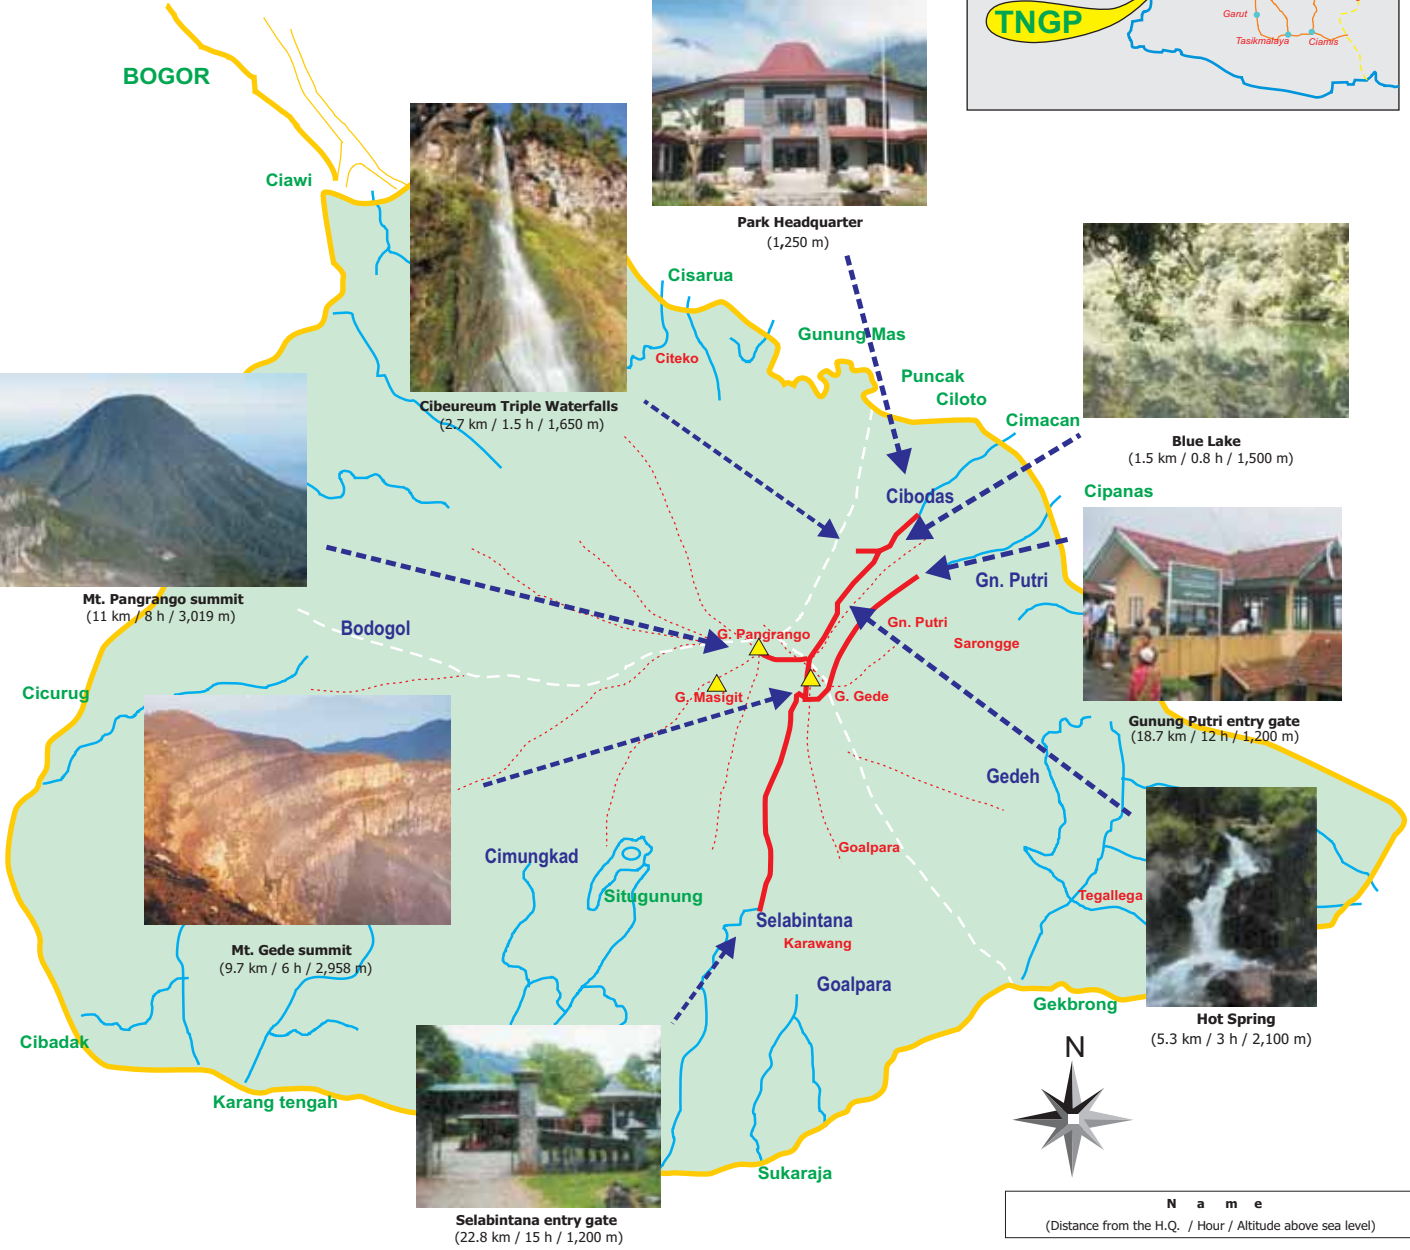 TNGP
Garut
Tasikmalaya
Ciamis
BOGOR
Ciawi
Park Headquarter
(1,250 m)
Cisarua
Gunung Mas
Citeko
Puncak
Ciloto
Cimacan
Cibeureum Triple Waterfalls
(2.7 km / 1.5 h / 1,650 m)
Blue Lake
(1.5 km / 0.8 h / 1,500 m)
Cibodas
Cipanas
Mt. Pangrango summit
(11 km / 8 h / 3,019 m)
Gn. Putri
Bodogol
G. Pangrango
Gn. Putri
Sarongge
Cicurug
G. Masigit
G. Gede
Gunung Putri entry gate
(18.7 km / 12 h / 1,200 m)
Gedeh
Goalpara
Cimungkad
Situgunung
Tegallega
Selabintana
Karawang
Mt. Gede summit
(9.7 km / 6 h / 2,958 m)
Goalpara
Gekbrong
Hot Spring
(5.3 km / 3 h / 2,100 m)
Cibadak
N
Karang tengah
Sukaraja
Selabintana entry gate
(22.8 km / 15 h / 1,200 m)
N a m e
(Distance from the H.Q. / Hour / Altitude above sea level)